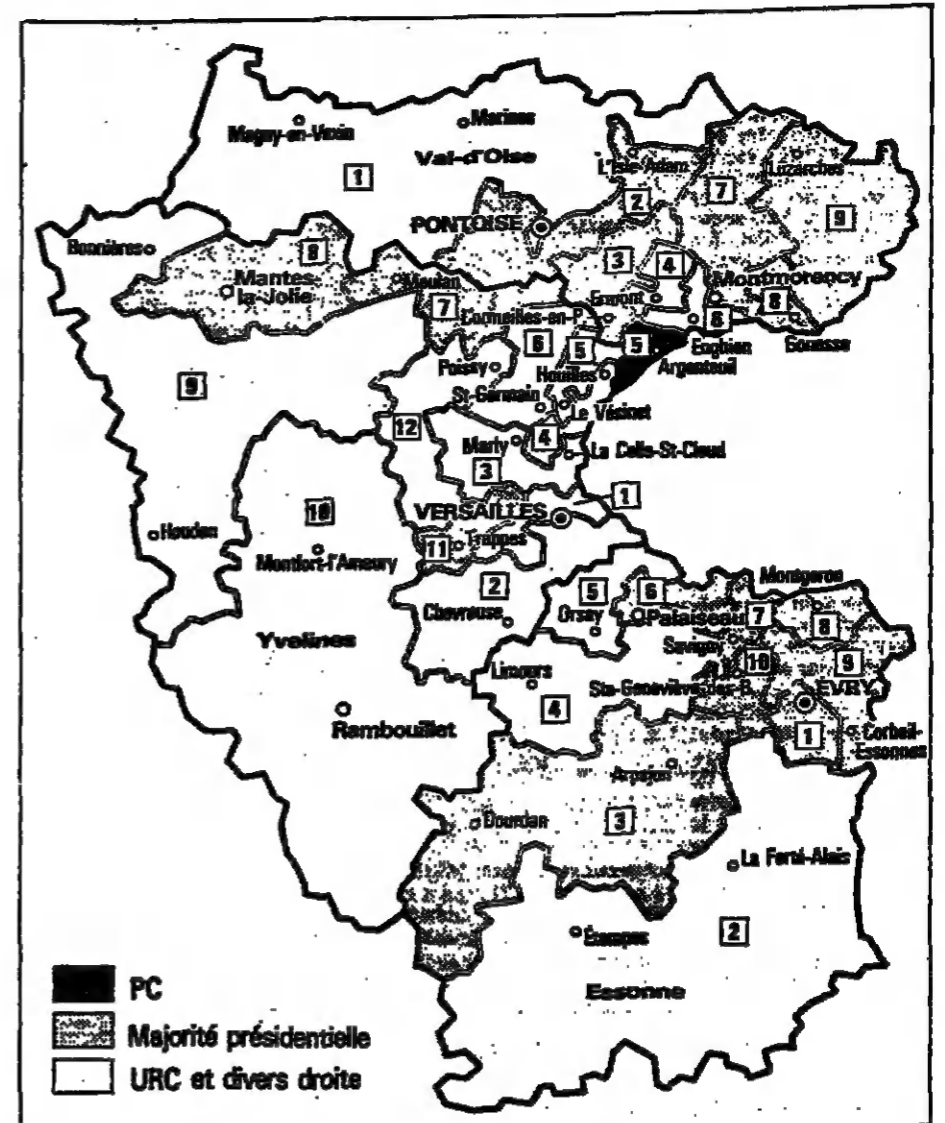 Magny-en-Vexin
Marines
Val-d'Oise
1
L'Isle-Adam
Luzarches
2
7
9
PONTOISE
Bonnières
8
Mantes-
la-Jolie
Meulan
3
4
Montmorency
Ermont
8
6
Gonesse
7
Cormeilles-en-P.
6
5
5
Enghien
Argenteuil
Poissy
Houilles
9
St-Germain
Le Vésinet
12
Marly
4
La Celle-St-Cloud
3
1
VERSAILLES
10
Houdan
Montfort-l'Amaury
11
Trappes
2
Chevreuse
5
Orsay
6
Palaiseau
Montgeron
7
8
Savigny
10
9
Yvelines
Limours
Ste-Geneviève-des-B.
EVRY
4
Rambouillet
1
Corbeil-
Essonnes
Arpajon
Dourdan
3
La Ferté-Alais
Étampes
2
Essonne
PC
Majorité présidentielle
URC et divers droite